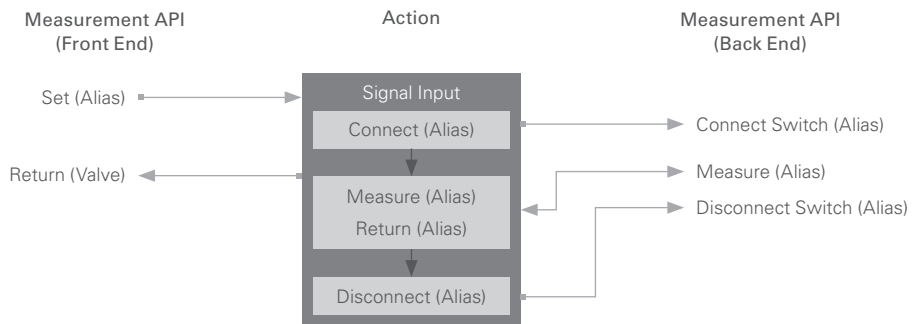 Measurement API
(Front End)
Action
Measurement API
(Back End)
Set (Alias)
Return (Valve)
Signal Input
Connect (Alias)
Measure (Alias)
Return (Alias)
Disconnect (Alias)
Connect Switch (Alias)
Measure (Alias)
Disconnect Switch (Alias)